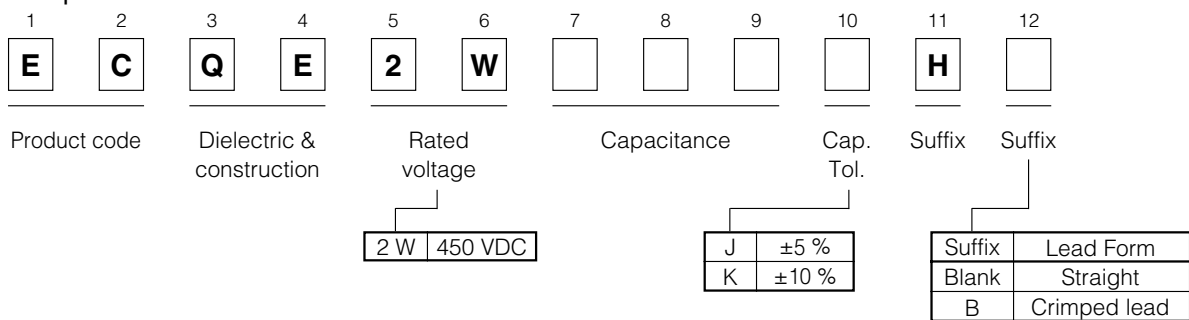 1 2 3 4 5 6 7 8 9 10 11 12
E C Q E 2 W H
Product code Dielectric & Rated Capacitance Cap. Suffix Suffix
construction voltage Tol.
2 W 450 VDC J ±5 % Suffix Lead Form
K ±10 % Blank Straight
B Crimped lead